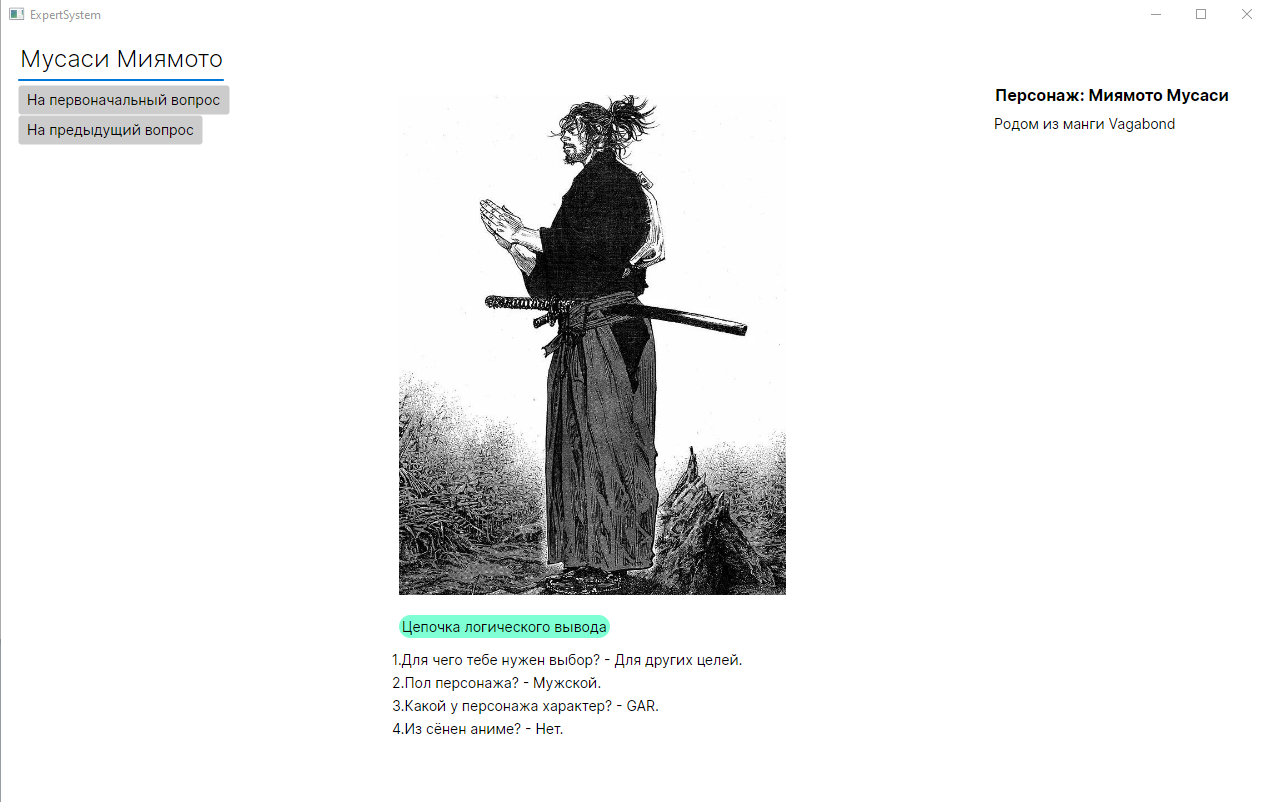 ExpertSystem
Мусаси Миямото
На первоначальный вопрос
На предыдущий вопрос
Персонаж: Миямото Мусаси
Родом из манги Vagabond
Цепочка логического вывода
1.Для чего тебе нужен выбор? - Для других целей.
2.Пол персонажа? - Мужской.
3.Какой у персонажа характер? - GAR.
4.Из сёнен аниме? - Нет.